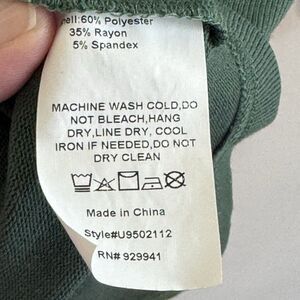 60% Polyester
35% Rayon
5% Spandex
MACHINE WASH COLD,DO
NOT BLEACH,HANG
DRY,LINE DRY, COOL
IRON IF NEEDED,DO NOT
DRY CLEAN
Made in China
Style#U9502112
RN# 929941